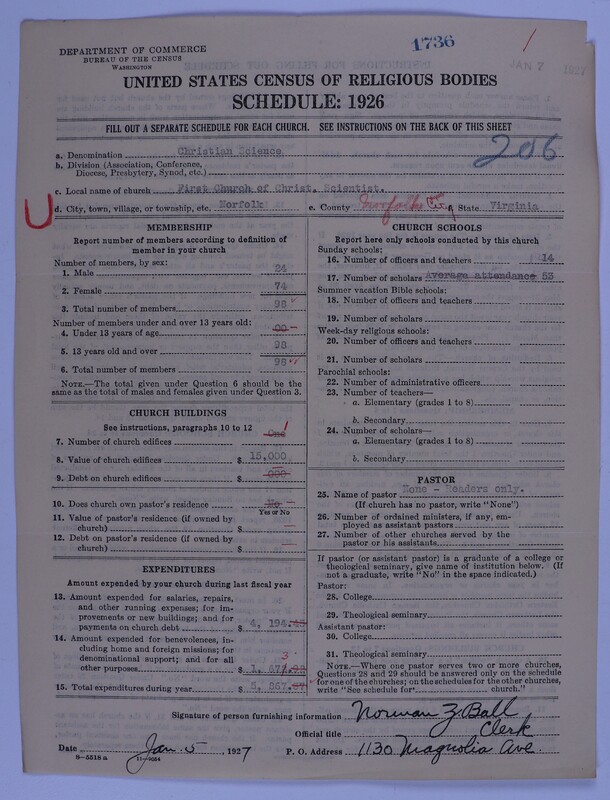 1736
JAN 7 1927
DEPARTMENT OF COMMERCE
BUREAU OF THE CENSUS
WASHINGTON
UNITED STATES CENSUS OF RELIGIOUS BODIES
SCHEDULE: 1926
FILL OUT A SEPARATE SCHEDULE FOR EACH CHURCH. SEE INSTRUCTIONS ON THE BACK OF THIS SHEET
206
a. Denomination Christian Science
b. Division (Association, Conference,
Diocese, Presbytery, Synod, etc.)
c. Local name of church First Church of Christ, Scientist.
d. City, town, village, or township, etc. Norfolk e. County Norfolk State Virginia
MEMBERSHIP
Report number of members according to definition of
member in your church
Number of members, by sex:
1. Male 24
2. Female 74
3. Total number of members 98
Number of members under and over 13 years old:
4. Under 13 years of age 00
5. 13 years old and over 98
6. Total number of members 98
NOTE.—The total given under Question 6 should be
same as the total of males and females given under Question 3.
CHURCH BUILDINGS
See instructions, paragraphs 10 to 12
7. Number of church edifices One 1
8. Value of church edifices $ 15,000
9. Debt on church edifices $ 000
10. Does church own pastor's residence No
Yes or No
11. Value of pastor's residence (if owned by
church) $ —
12. Debt on pastor's residence (if owned by
church) $ —
EXPENDITURES
Amount expended by your church during last fiscal year
13. Amount expended for salaries, repairs,
and other running expenses; for im-
provements or new buildings; and for
payments on church debt $ 4, 194.
14. Amount expended for benevolences, in-
cluding home and foreign missions; for
denominational support; and for all
other purposes $
15. Total expenditures during year $
CHURCH SCHOOLS
Report here only schools conducted by this church
Sunday schools:
16. Number of officers and teachers 14
17. Number of scholars Average attendance 53
Summer vacation Bible schools:
18. Number of officers and teachers
19. Number of scholars
Week-day religious schools:
20. Number of officers and teachers
21. Number of scholars
Parochial schools:
22. Number of administrative officers
23. Number of teachers—
a. Elementary (grades 1 to 8)
b. Secondary
24. Number of scholars—
a. Elementary (grades 1 to 8)
b. Secondary
PASTOR
25. Name of pastor None - Readers only.
(If church has no pastor, write "None")
26. Number of ordained ministers, if any, em-
ployed as assistant pastors
27. Number of other churches served by the
pastor or his assistants
If pastor (or assistant pastor) is a graduate of a college or
theological seminary, give name of institution below. (If
not a graduate, write "No" in the space indicated.)
Pastor:
28. College
29. Theological seminary
Assistant pastor:
30. College
31. Theological seminary
NOTE.—Where one pastor serves two or more churches,
Questions 28 and 29 should be answered only on the schedule
for one of the churches; on the schedules for the other churches,
write "See schedule for church."
Signature of person furnishing information Norman Z. Ball
Official title Clerk
Date Jan. 5, 1927 P. O. Address 1130 Magnolia Ave.
8—5518 a 11—9064